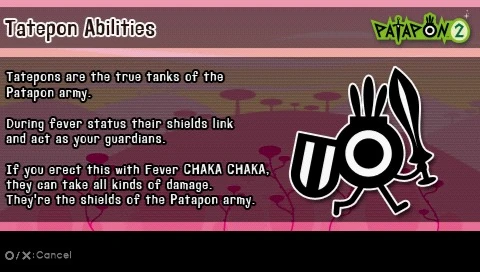 Tatepon Abilities
PATAPON 2
Tatepons are the true tanks of the
Patapon army.
During fever status their shields link
and act as your guardians.
If you erect this with Fever CHAKA CHAKA,
they can take all kinds of damage.
They're the shields of the Patapon army.
O/X:Cancel